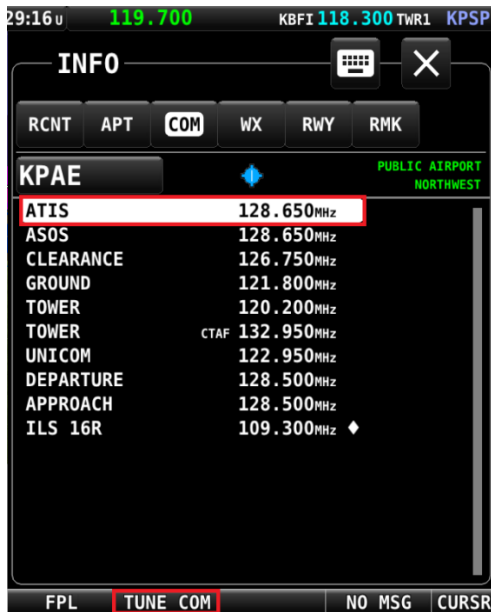 29:16U 119.700 KBFI 118.300 TWR1 KPSP
INFO
RCNT APT COM WX RWY RMK
KPAE PUBLIC AIRPORT
NORTHWEST
ATIS 128.650MHz
ASOS 128.650MHz
CLEARANCE 126.750MHz
GROUND 121.800MHz
TOWER 120.200MHz
TOWER CTAF 132.950MHz
UNICOM 122.950MHz
DEPARTURE 128.500MHz
APPROACH 128.500MHz
ILS 16R 109.300MHz
FPL TUNE COM NO MSG CURSR